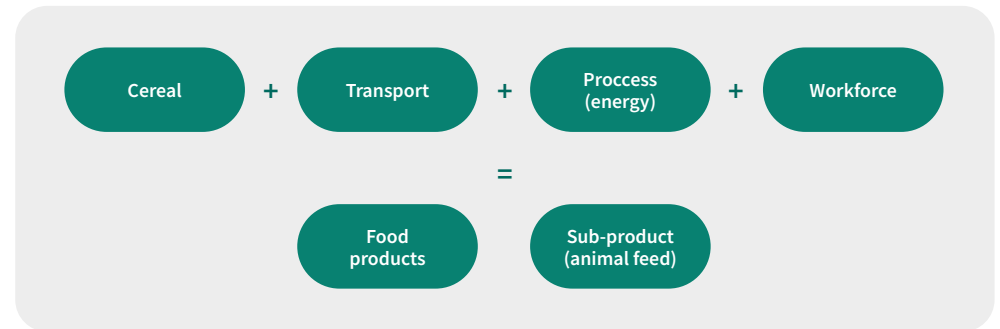 Cereal
+
Transport
+
Proccess
(energy)
+
Workforce
=
Food
products
Sub-product
(animal feed)